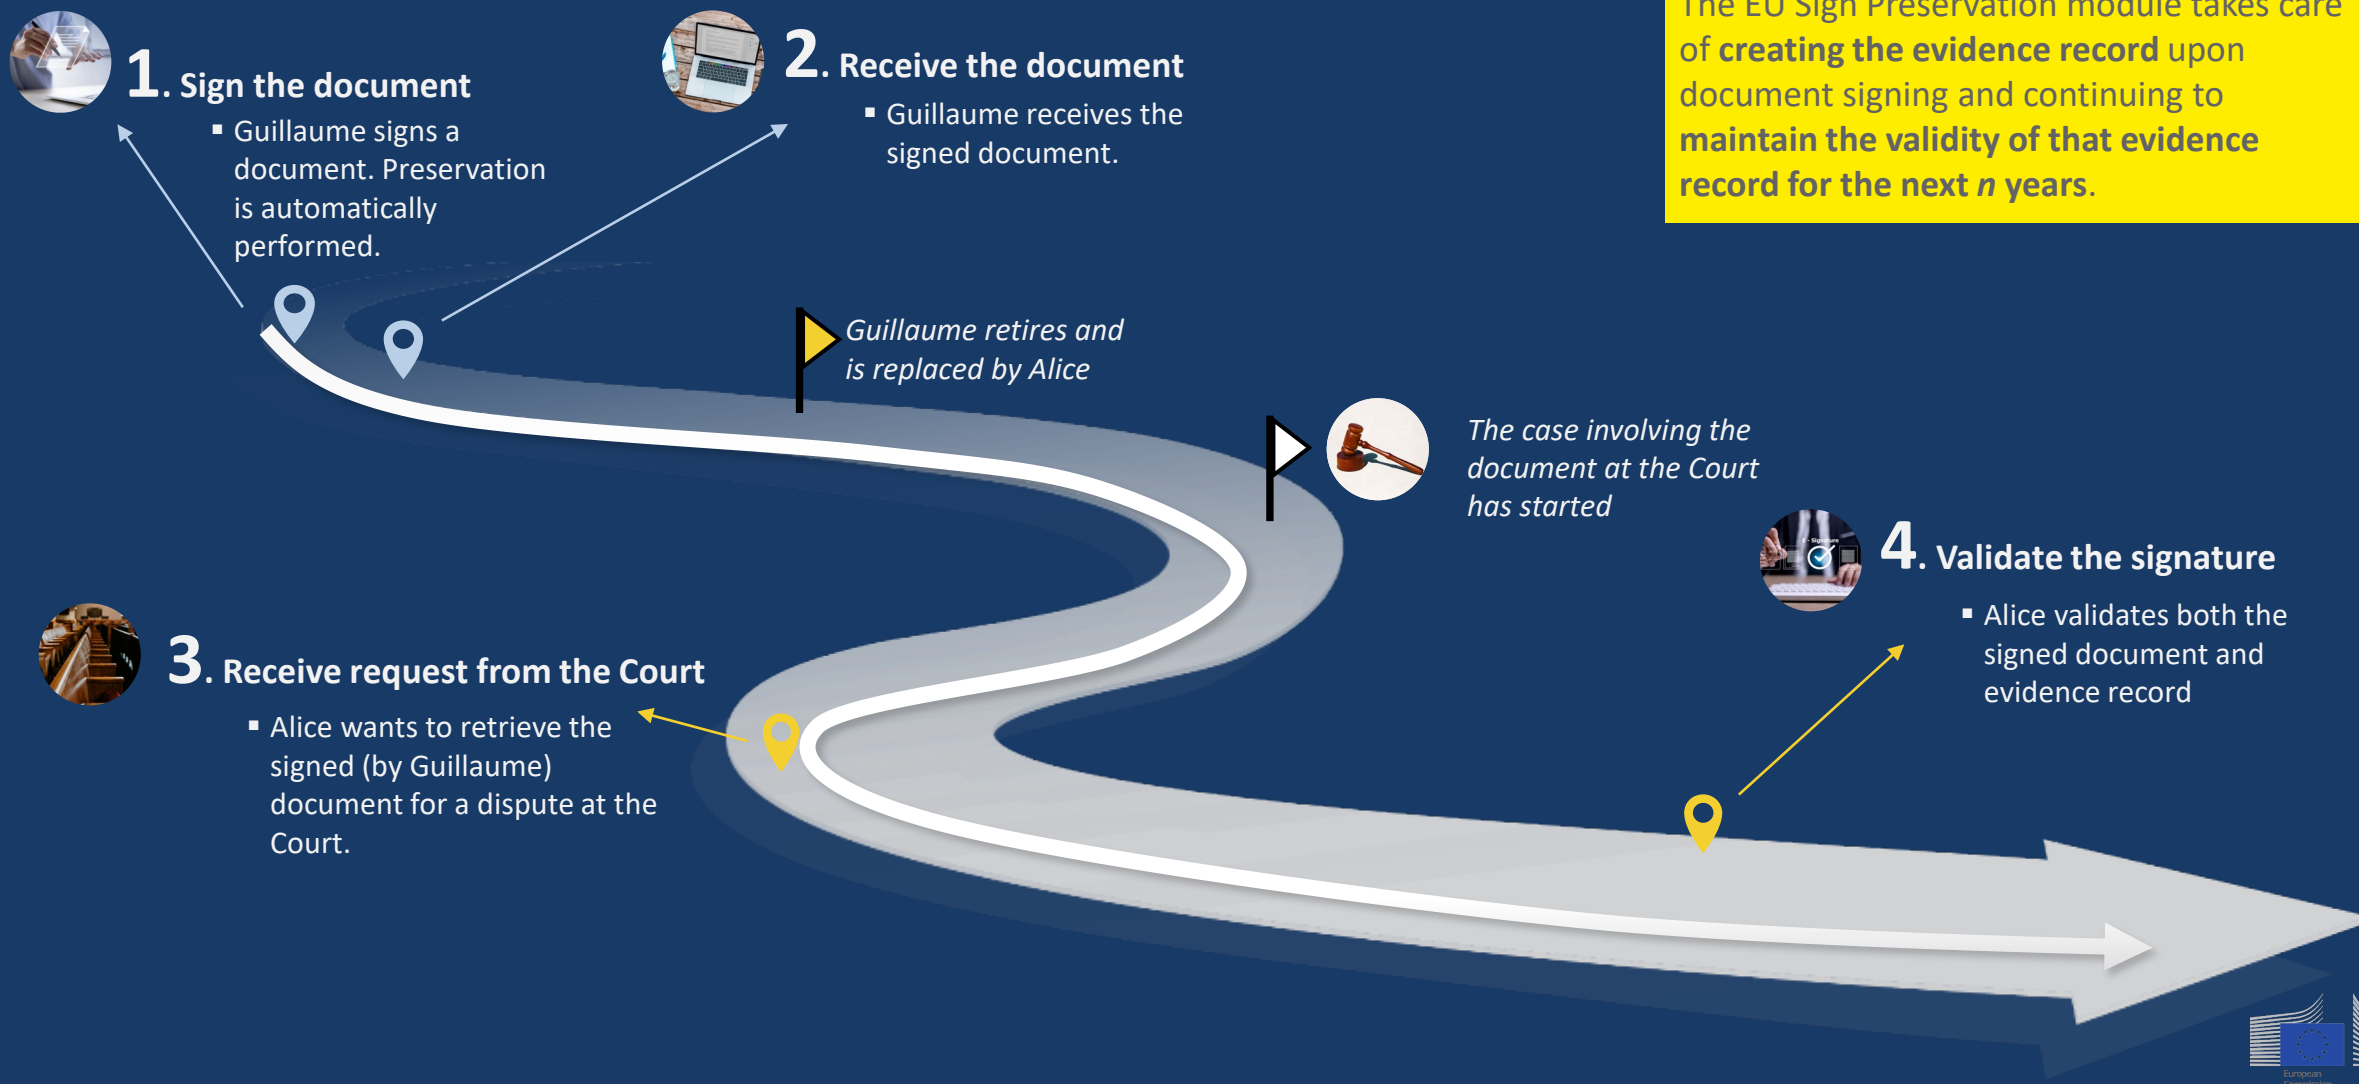 1. Sign the document
▪ Guillaume signs a
document. Preservation
is automatically
performed.
2. Receive the document
▪ Guillaume receives the
signed document.
The EU Sign Preservation module takes care
of creating the evidence record upon
document signing and continuing to
maintain the validity of that evidence
record for the next n years.
Guillaume retires and
is replaced by Alice
The case involving the
document at the Court
has started
3. Receive request from the Court
▪ Alice wants to retrieve the
signed (by Guillaume)
document for a dispute at the
Court.
4. Validate the signature
▪ Alice validates both the
signed document and
evidence record
European
Commission